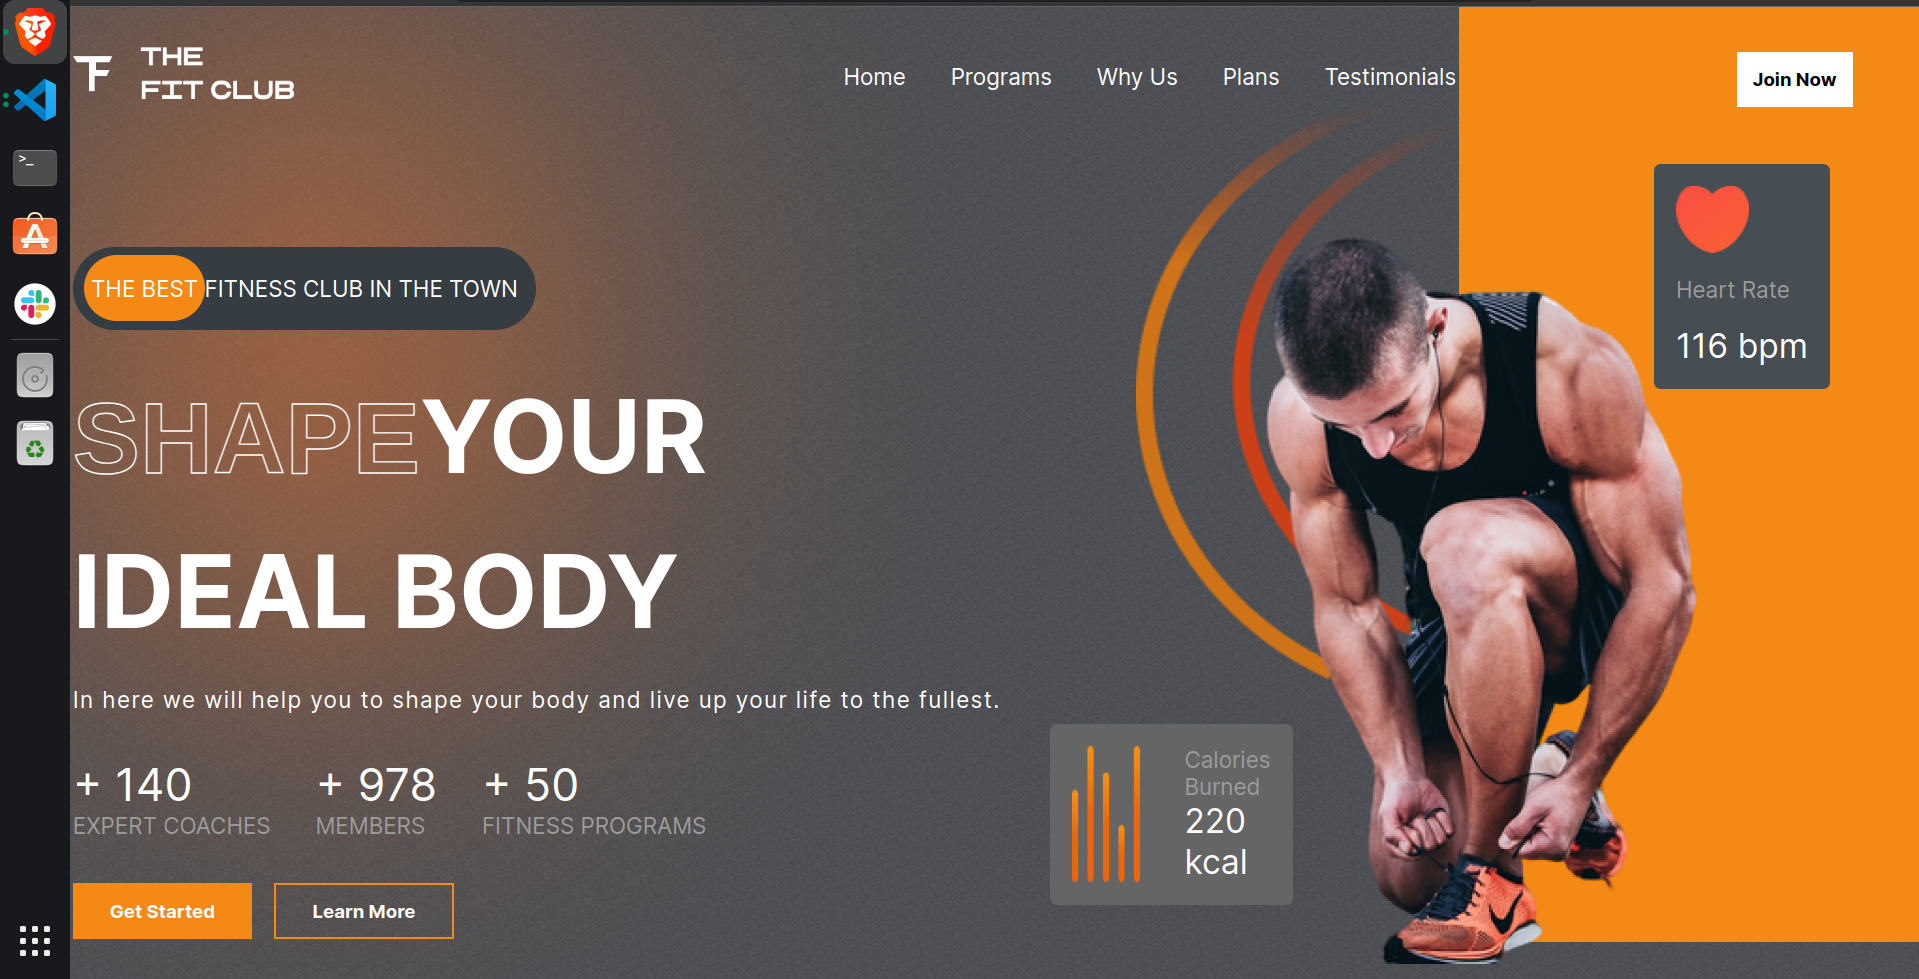 THE
FIT CLUB
Home Programs Why Us Plans Testimonials
Join Now
THE BEST FITNESS CLUB IN THE TOWN
SHAPE YOUR
IDEAL BODY
In here we will help you to shape your body and live up your life to the fullest.
+ 140 + 978 + 50
EXPERT COACHES MEMBERS FITNESS PROGRAMS
Get Started Learn More
Heart Rate
116 bpm
Calories
Burned
220
kcal